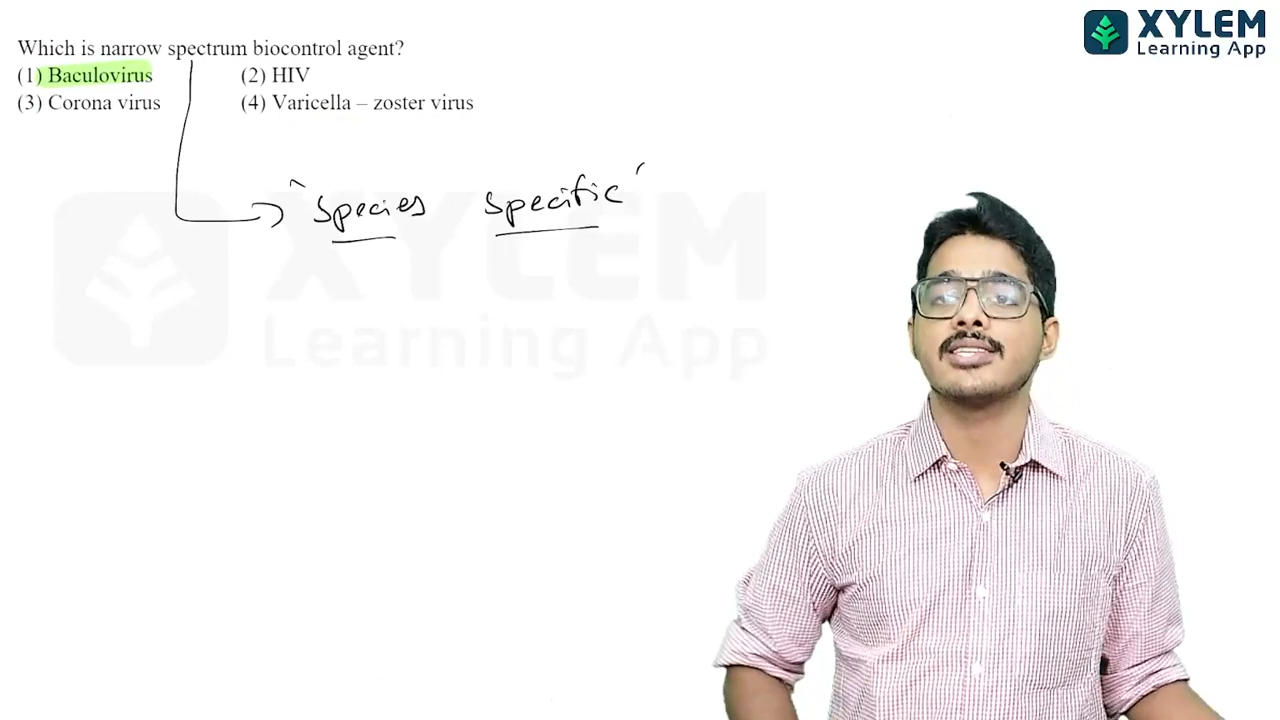 XYLEM
Learning App
Which is narrow spectrum biocontrol agent?
(1) Baculovirus (2) HIV
(3) Corona virus (4) Varicella – zoster virus
"Species Specific"
XYLEM
Learning App